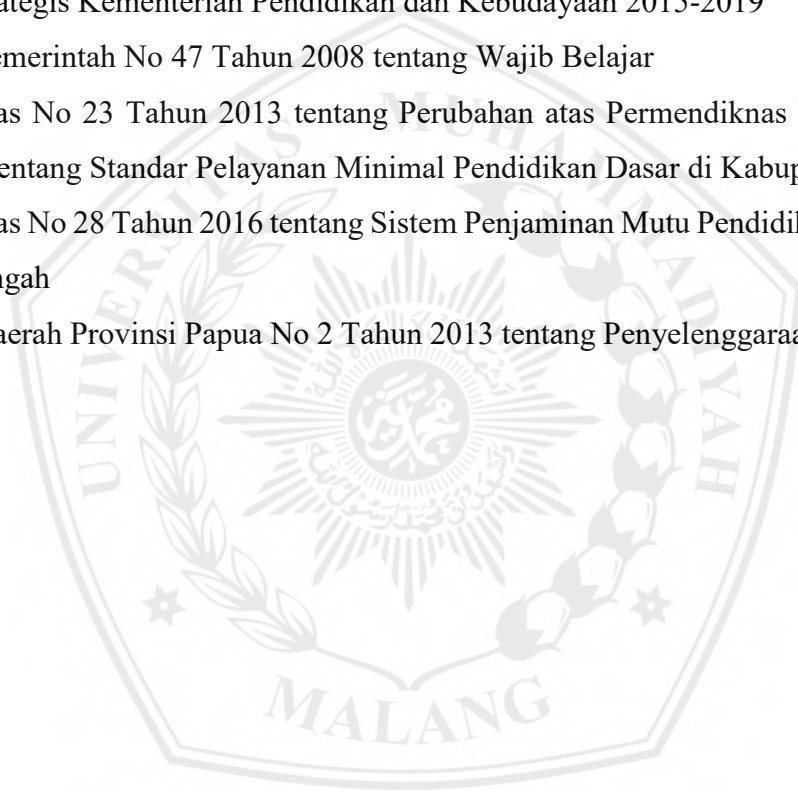 ategis Kementerian Pendidikan dan Kebudayaan 2015-2019
emerintah No 47 Tahun 2008 tentang Wajib Belajar
as No 23 Tahun 2013 tentang Perubahan atas Permendiknas
entang Standar Pelayanan Minimal Pendidikan Dasar di Kabup
as No 28 Tahun 2016 tentang Sistem Penjaminan Mutu Pendidi
ngah
aerah Provinsi Papua No 2 Tahun 2013 tentang Penyelenggaraa
UNIVERSITAS MUHAMMADIYAH
MALANG